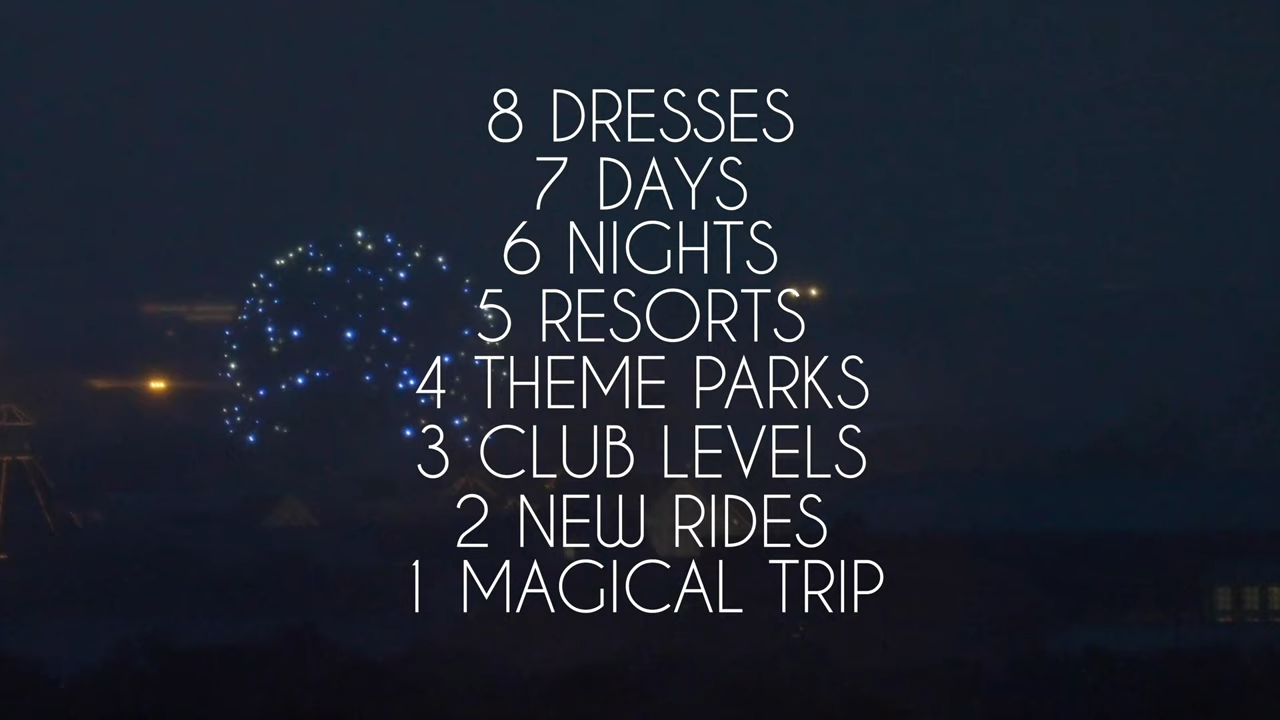 8 DRESSES
7 DAYS
6 NIGHTS
5 RESORTS
4 THEME PARKS
3 CLUB LEVELS
2 NEW RIDES
1 MAGICAL TRIP